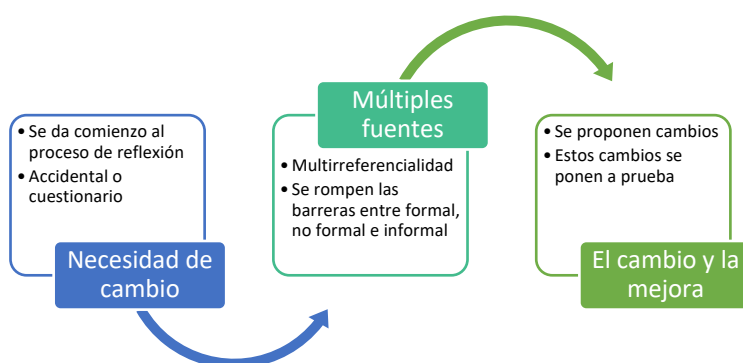 • Se da comienzo al
proceso de reflexión
• Accidental o
cuestionario
Necesidad de
cambio
Múltiples
fuentes
• Multirreferencialidad
• Se rompen las
barreras entre formal,
no formal e informal
• Se proponen cambios
• Estos cambios se
ponen a prueba
El cambio y la
mejora